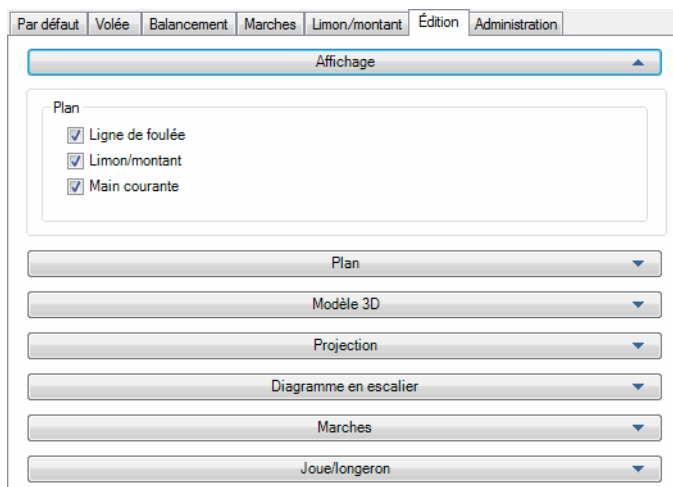 Par défaut Volée Balancement Marches Limon/montant Édition Administration
Affichage
Plan
Ligne de foulée
Limon/montant
Main courante
Plan
Modèle 3D
Projection
Diagramme en escalier
Marches
Joue/longeron